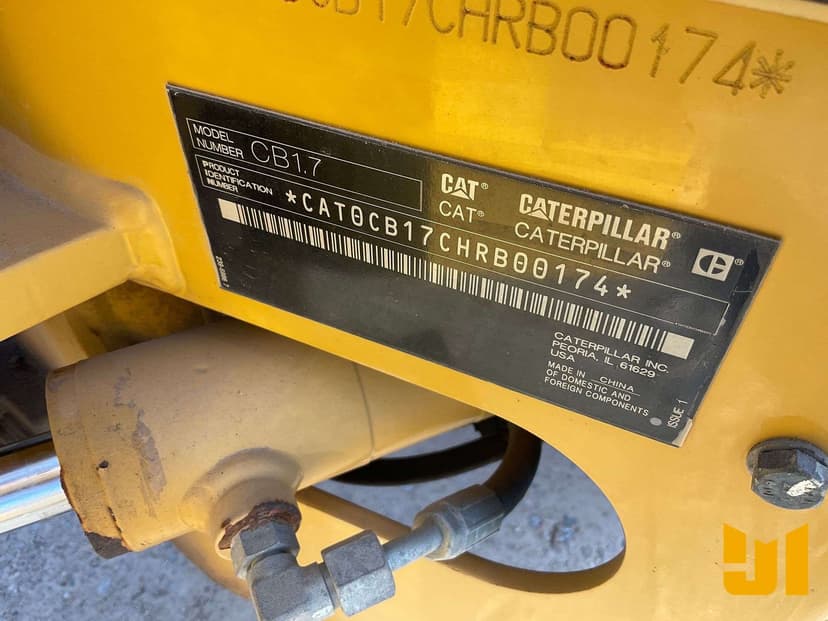 CB17CHRB00174*
MODEL
NUMBER
CB1.7
PRODUCT
IDENTIFICATION
NUMBER
CAT®
CAT®
CATERPILLAR®
CATERPILLAR®
*CAT0CB17CHRB00174*
CATERPILLAR INC.
PEORIA, IL 61629
USA
MADE IN CHINA
OF DOMESTIC AND
FOREIGN COMPONENTS
ISSUE 1